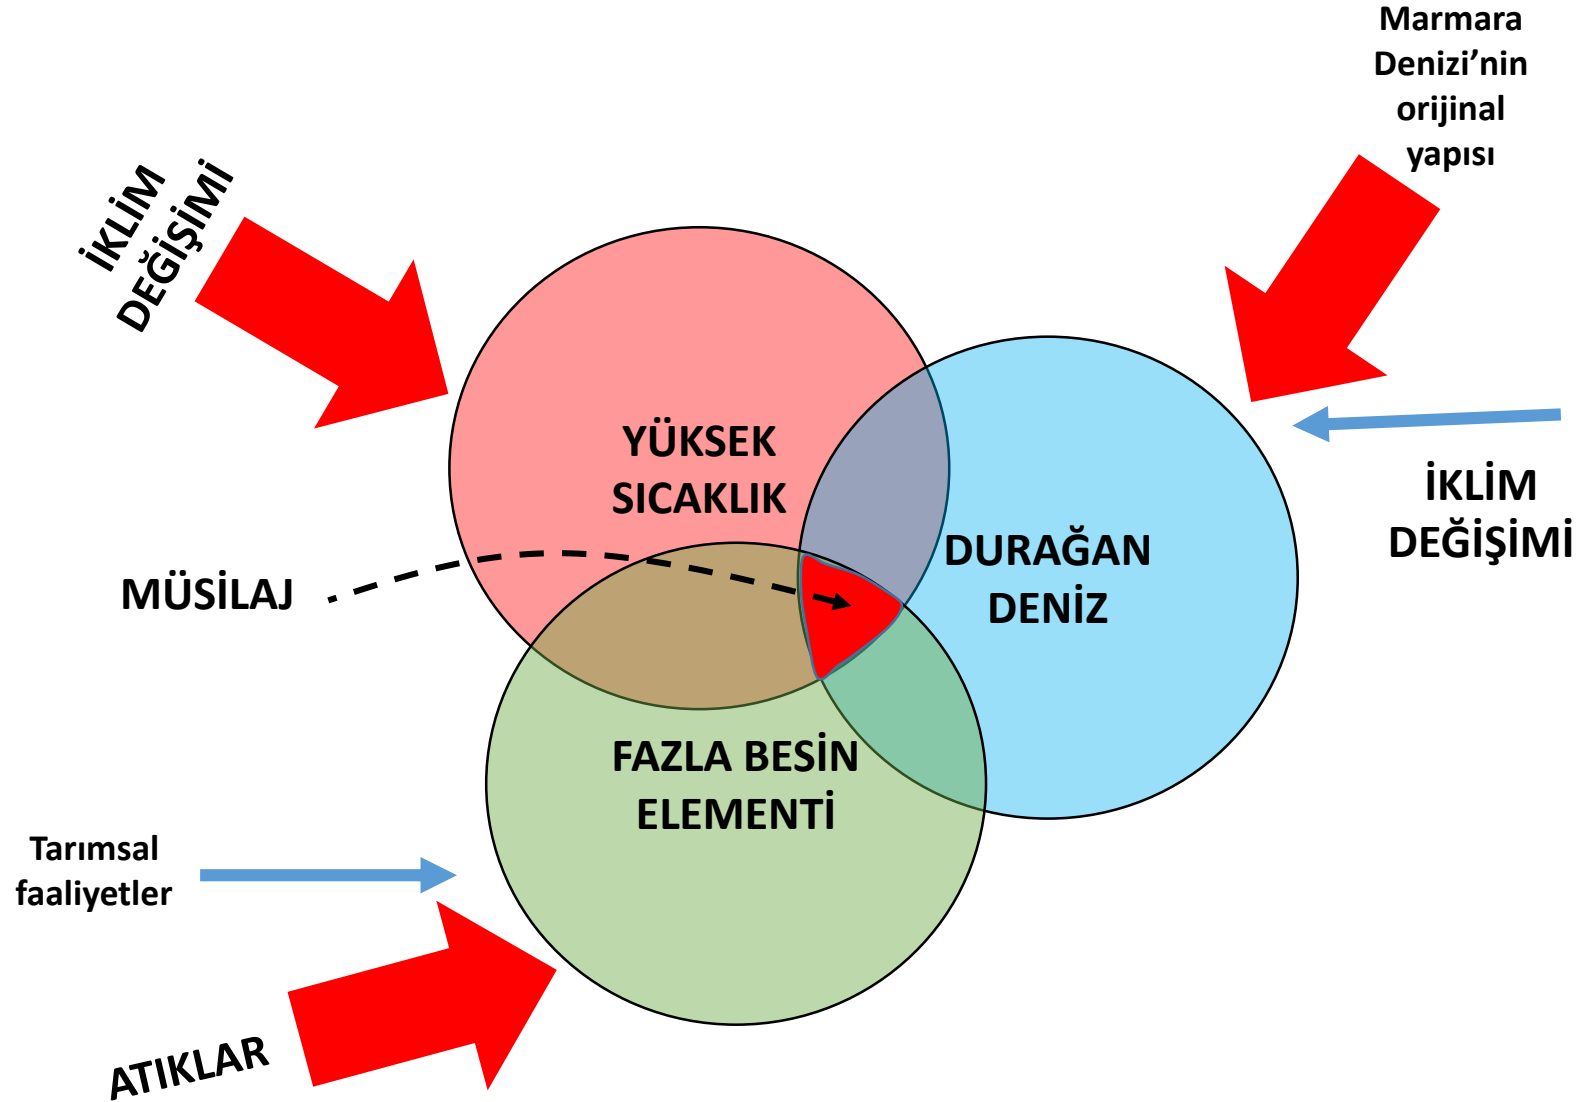 Marmara
Denizi’nin
orijinal
yapısı
İKLİM
DEĞİŞİMİ
YÜKSEK
SICAKLIK
İKLİM
DEĞİŞİMİ
DURAĞAN
DENİZ
MÜSİLAJ
FAZLA BESİN
ELEMENTİ
Tarımsal
faaliyetler
ATIKLAR